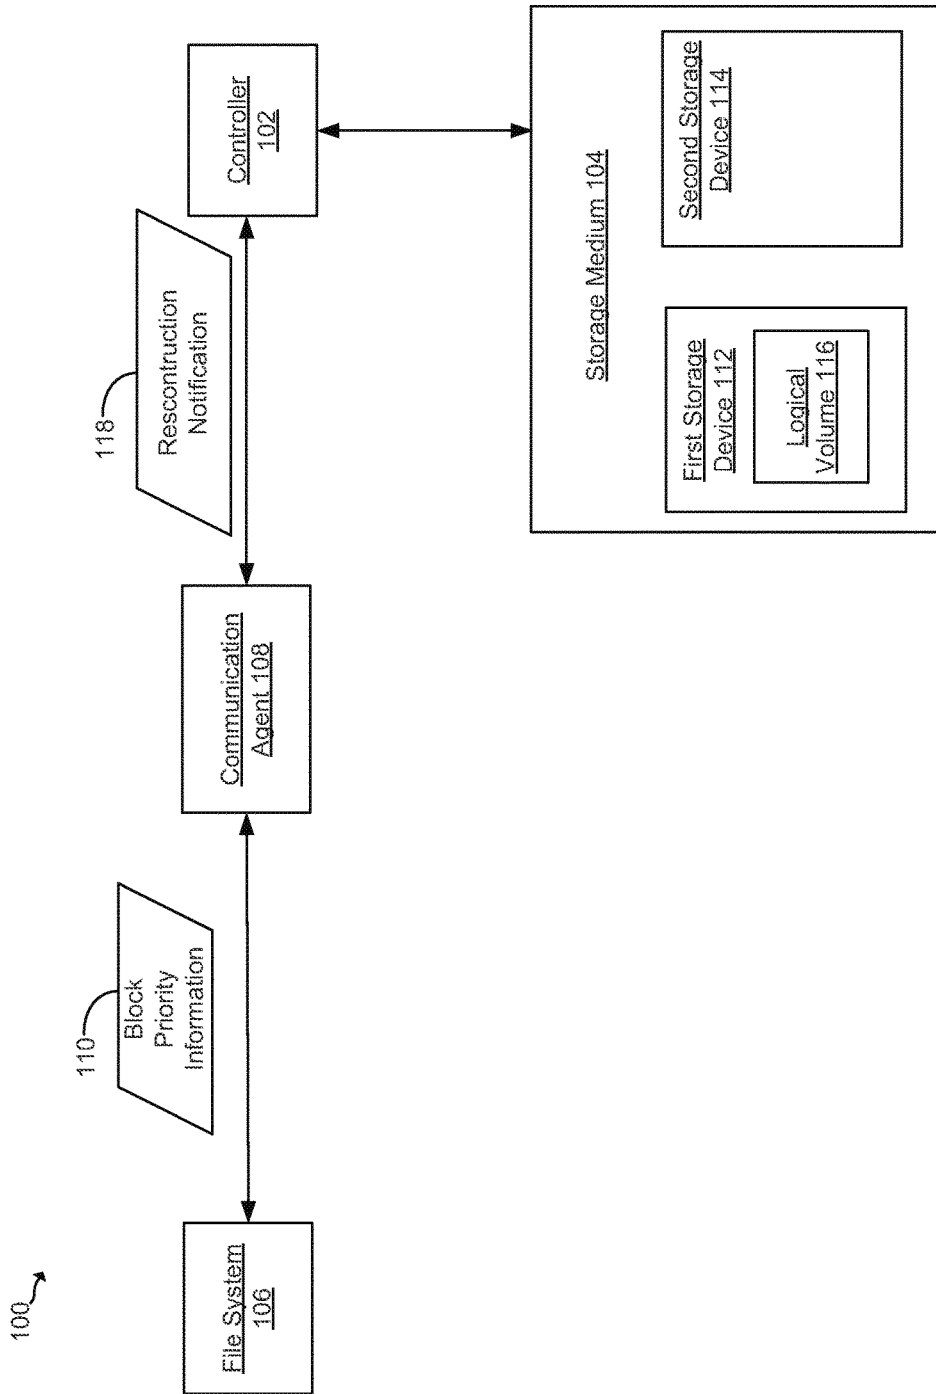 100
110
Block
Priority
Information
118
Rescontruction
Notification
File System
106
Communication
Agent 108
Controller
102
Storage Medium 104
First Storage
Device 112
Logical
Volume 116
Second Storage
Device 114